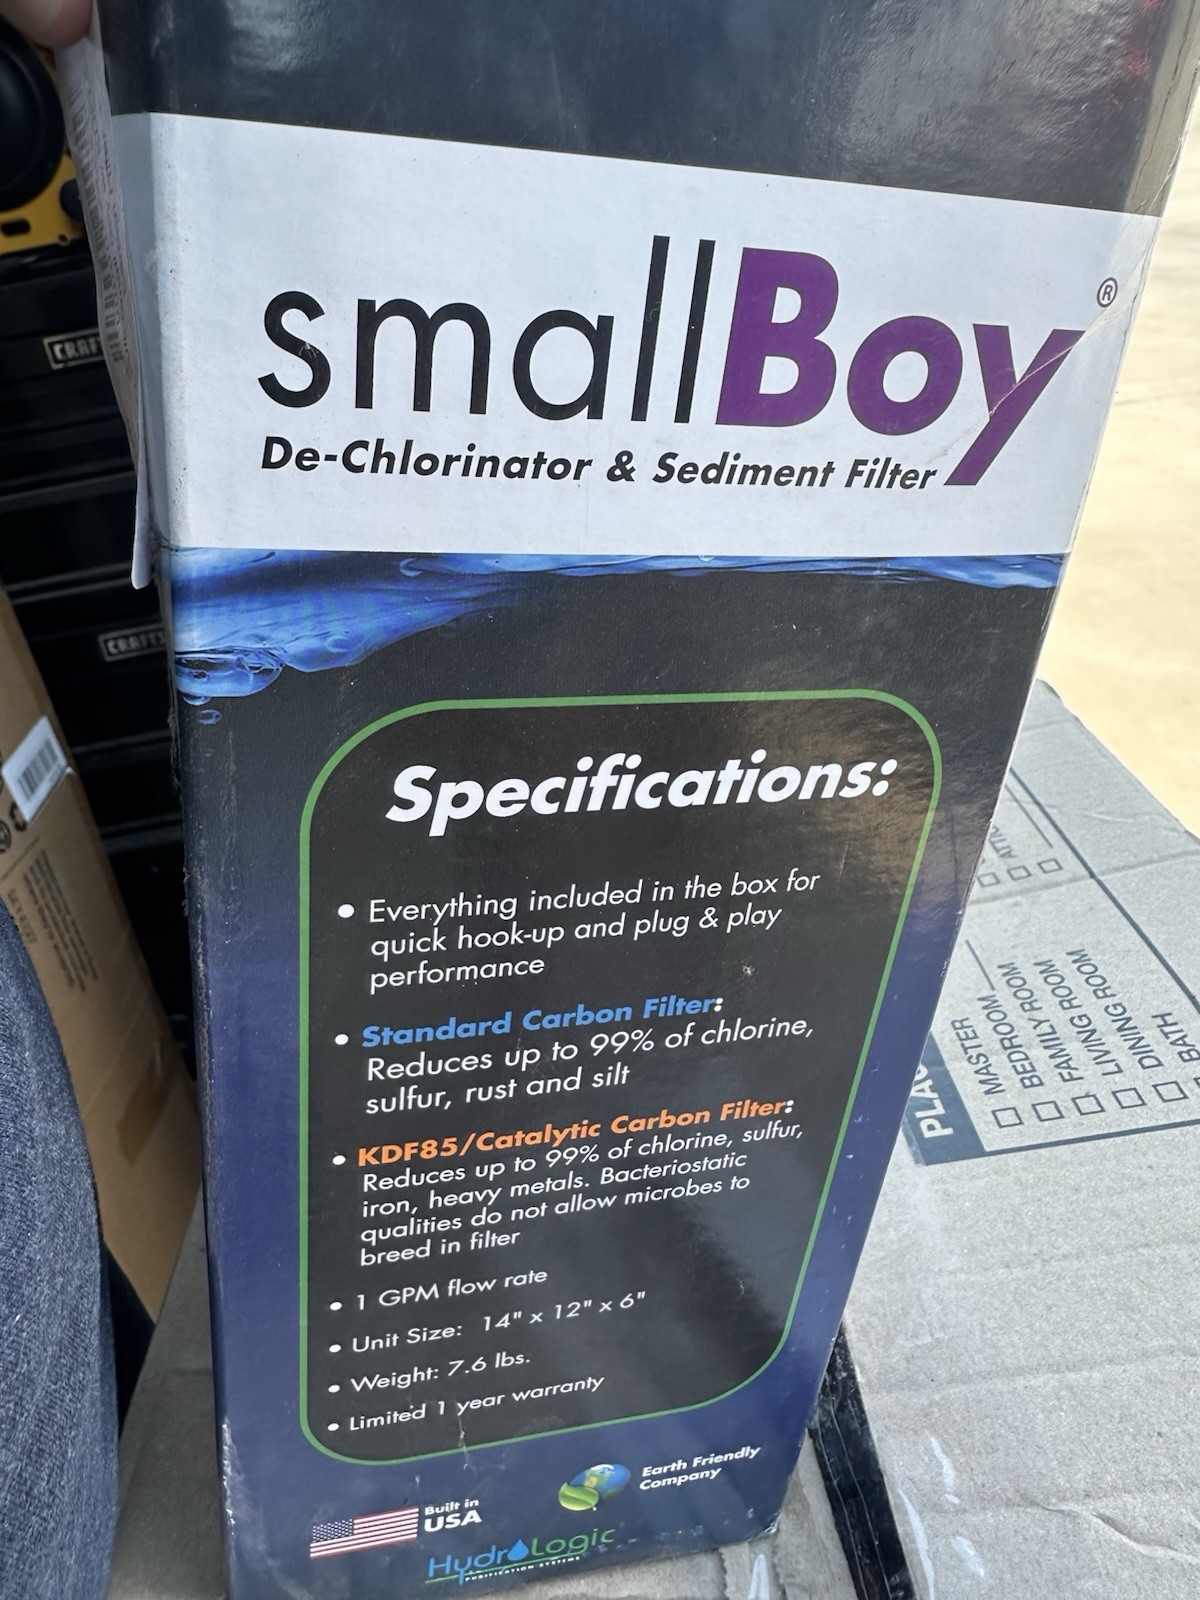 smallBoy®
De-Chlorinator & Sediment Filter
Specifications:
• Everything included in the box for
quick hook-up and plug & play
performance
• Standard Carbon Filter:
Reduces up to 99% of chlorine,
sulfur, rust and silt
• KDF85/Catalytic Carbon Filter:
Reduces up to 99% of chlorine, sulfur,
iron, heavy metals. Bacteriostatic
qualities do not allow microbes to
breed in filter
• 1 GPM flow rate
• Unit Size: 14" x 12" x 6"
• Weight: 7.6 lbs.
• Limited 1 year warranty
Built in
USA
Earth Friendly
Company
HydroLogic
PURIFICATION SYSTEMS
MASTER
BEDROOM
FAMILY ROOM
LIVING ROOM
DINING ROOM
BATH